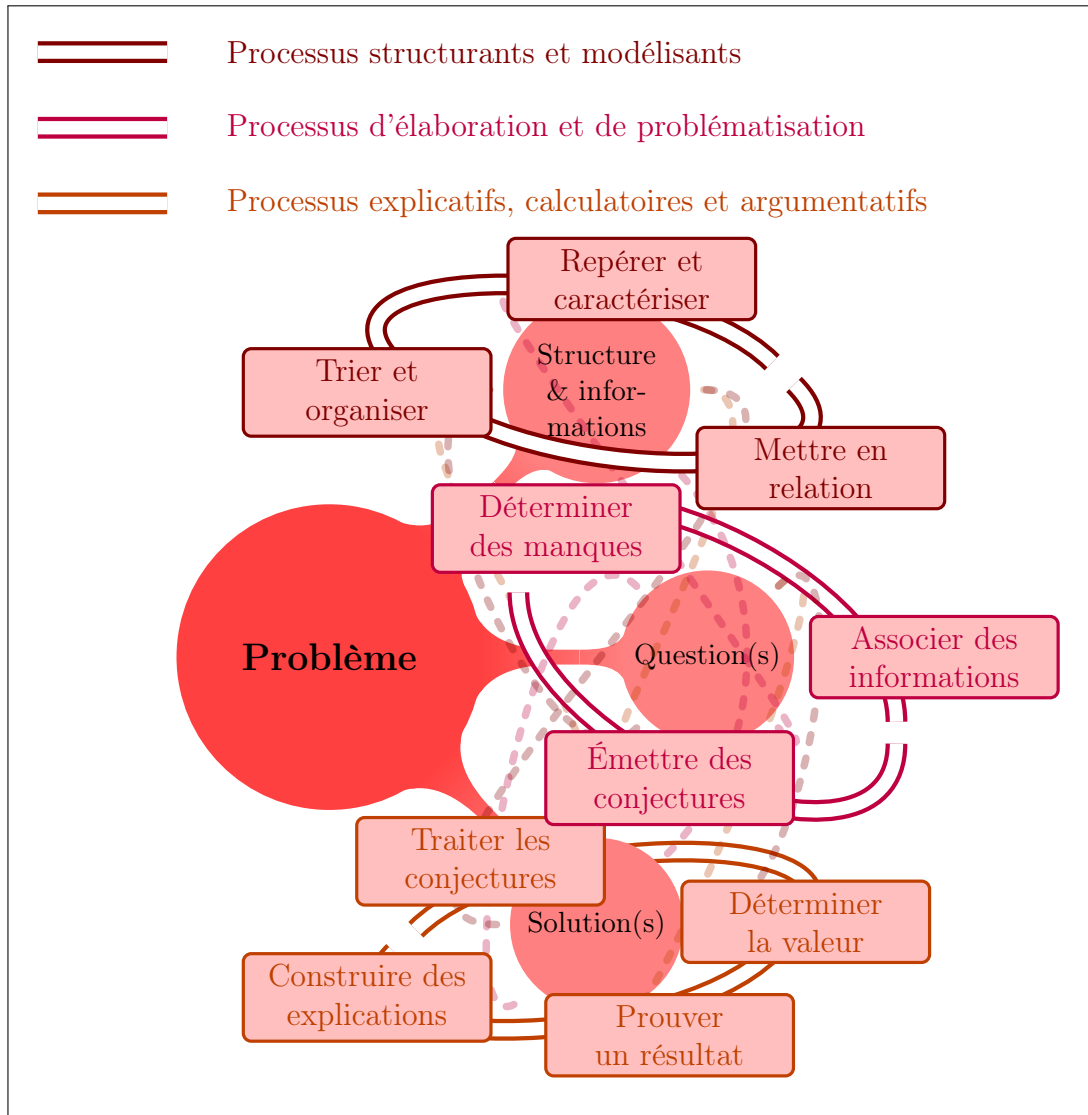 Processus structurants et modélisants
Processus d'élaboration et de problématisation
Processus explicatifs, calculatoires et argumentatifs
Repérer et
caractériser
Structure
& infor-
mations
Trier et
organiser
Mettre en
relation
Déterminer
des manques
Problème
Question(s)
Associer des
informations
Émettre des
conjectures
Traiter les
conjectures
Solution(s)
Déterminer
la valeur
Construire des
explications
Prouver
un résultat